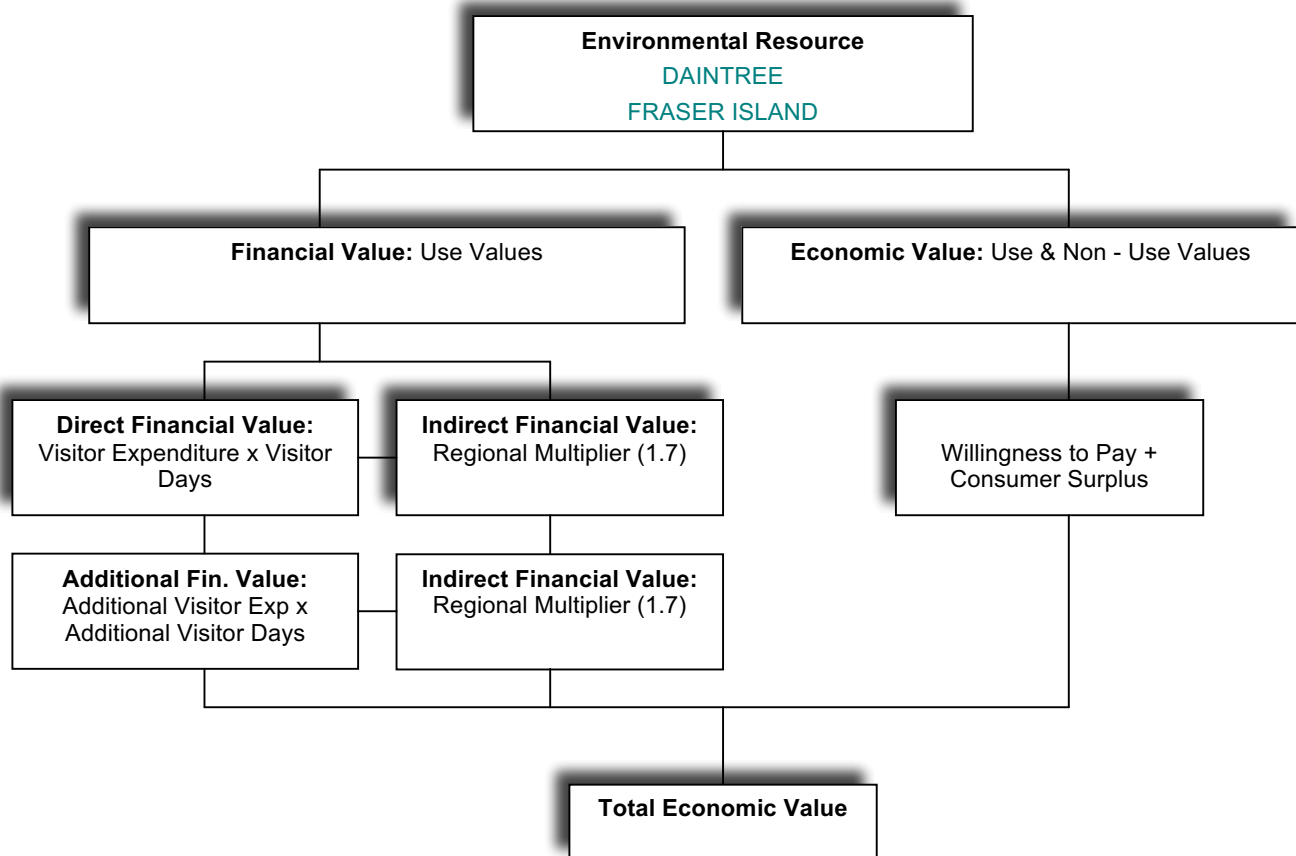 Environmental Resource
DAINTREE
FRASER ISLAND
Financial Value: Use Values
Economic Value: Use & Non - Use Values
Direct Financial Value:
Visitor Expenditure x Visitor
Days
Indirect Financial Value:
Regional Multiplier (1.7)
Willingness to Pay +
Consumer Surplus
Additional Fin. Value:
Additional Visitor Exp x
Additional Visitor Days
Indirect Financial Value:
Regional Multiplier (1.7)
Total Economic Value